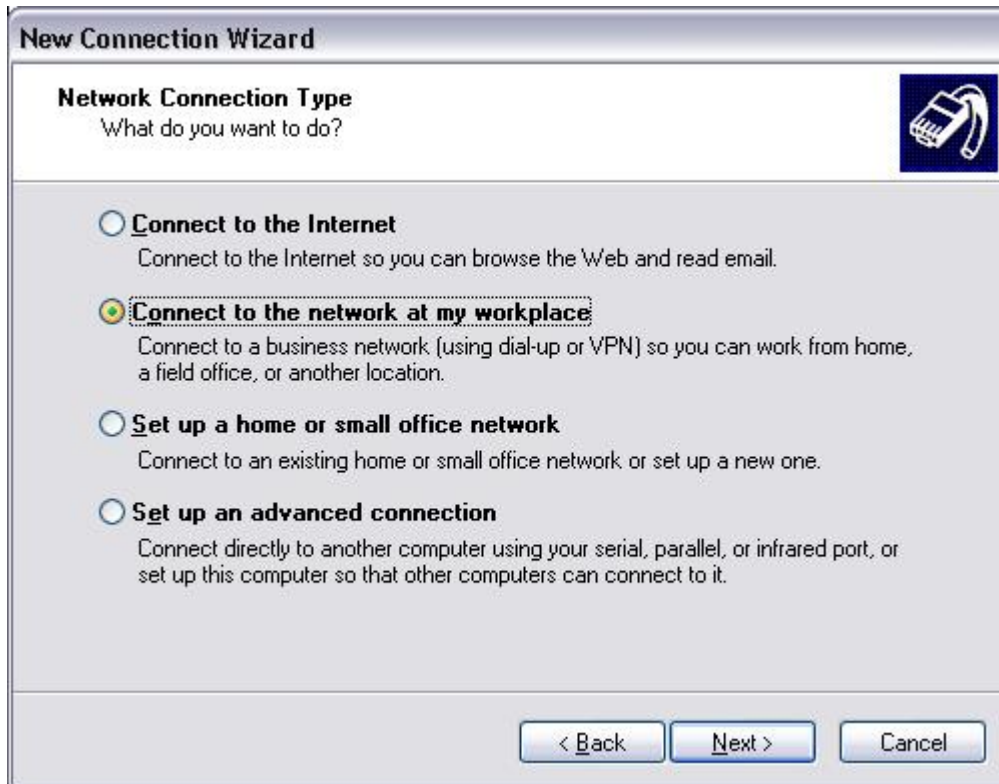 New Connection Wizard
Network Connection Type
What do you want to do?
Connect to the Internet
Connect to the Internet so you can browse the Web and read email.
Connect to the network at my workplace
Connect to a business network (using dial-up or VPN) so you can work from home,
a field office, or another location.
Set up a home or small office network
Connect to an existing home or small office network or set up a new one.
Set up an advanced connection
Connect directly to another computer using your serial, parallel, or infrared port, or
set up this computer so that other computers can connect to it.
< Back
Next >
Cancel